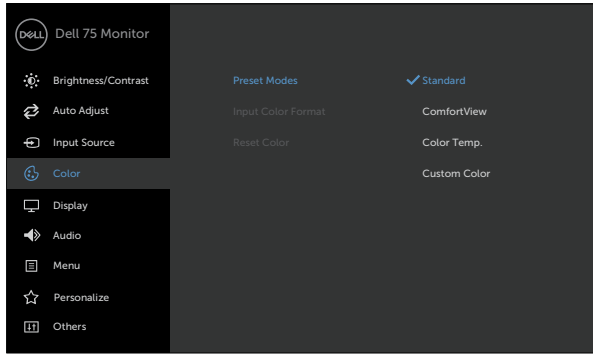 DELL Dell 75 Monitor
Brightness/Contrast Preset Modes Standard
Auto Adjust Input Color Format ComfortView
Input Source Reset Color Color Temp.
Color Custom Color
Display
Audio
Menu
Personalize
Others